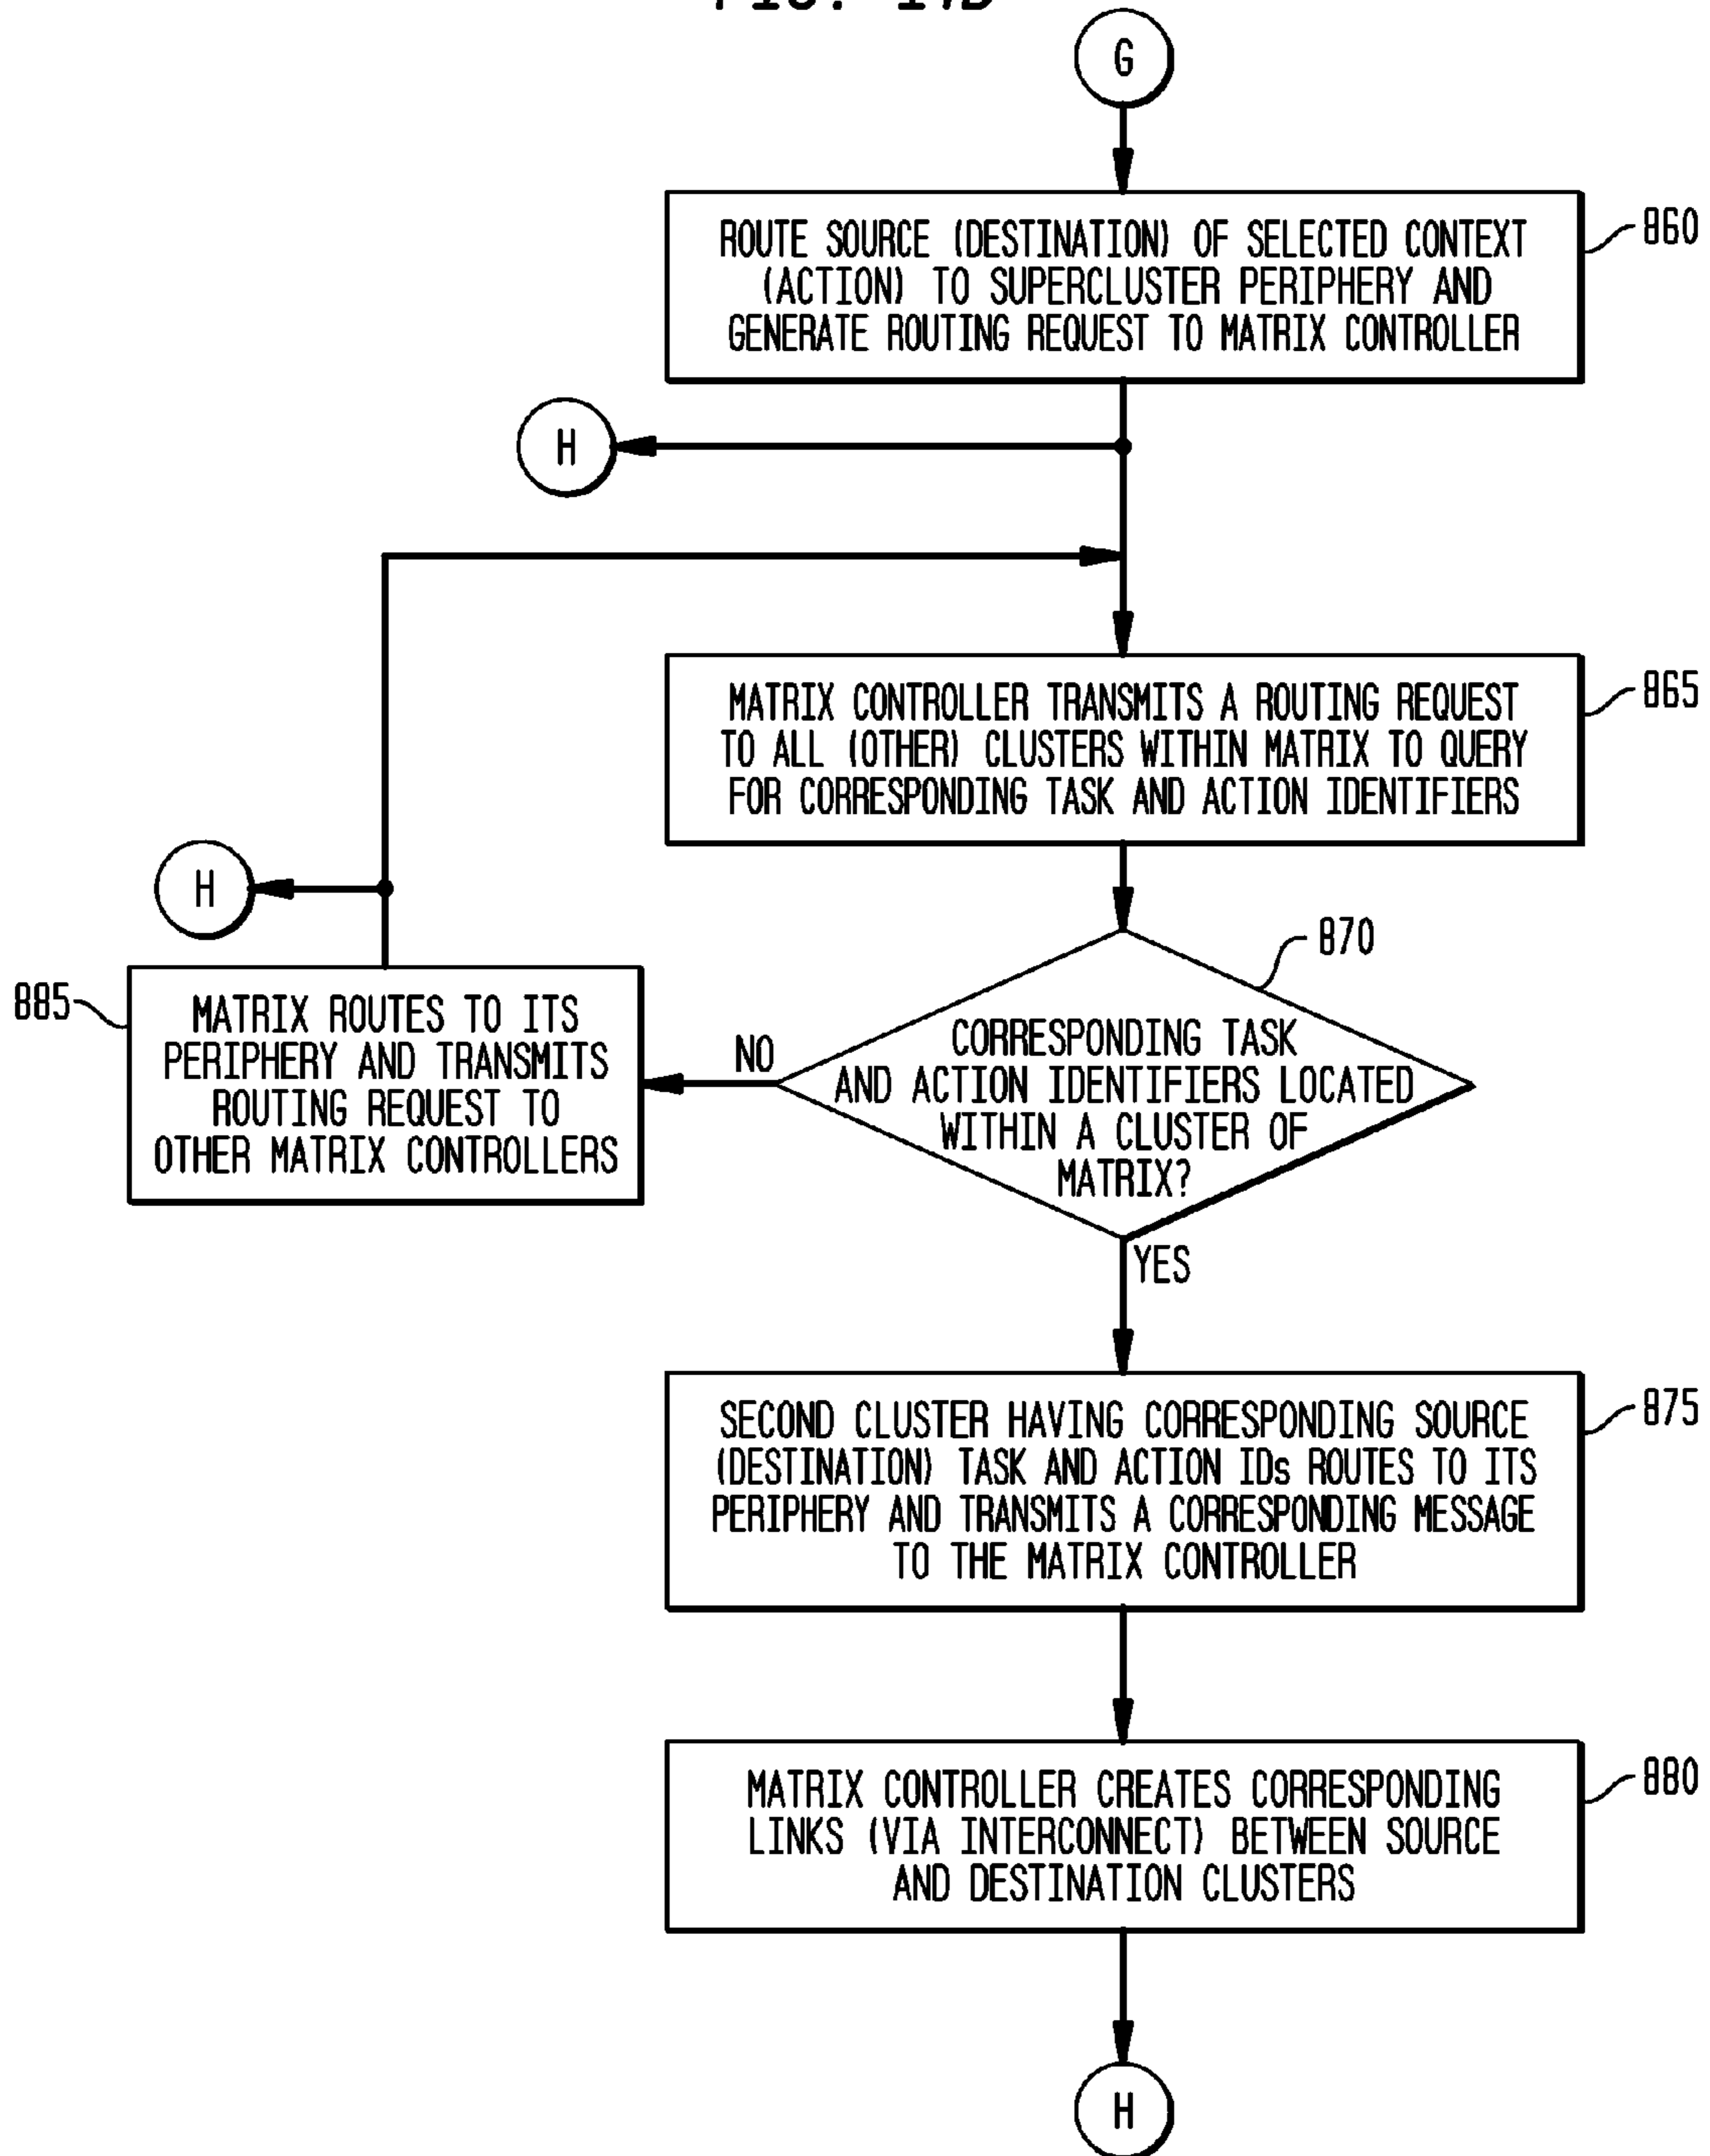 G
ROUTE SOURCE (DESTINATION) OF SELECTED CONTEXT
(ACTION) TO SUPERCLUSTER PERIPHERY AND
GENERATE ROUTING REQUEST TO MATRIX CONTROLLER
860
H
MATRIX CONTROLLER TRANSMITS A ROUTING REQUEST
TO ALL (OTHER) CLUSTERS WITHIN MATRIX TO QUERY
FOR CORRESPONDING TASK AND ACTION IDENTIFIERS
865
H
870
885
MATRIX ROUTES TO ITS
PERIPHERY AND TRANSMITS
ROUTING REQUEST TO
OTHER MATRIX CONTROLLERS
NO
CORRESPONDING TASK
AND ACTION IDENTIFIERS LOCATED
WITHIN A CLUSTER OF
MATRIX?
YES
SECOND CLUSTER HAVING CORRESPONDING SOURCE
(DESTINATION) TASK AND ACTION IDs ROUTES TO ITS
PERIPHERY AND TRANSMITS A CORRESPONDING MESSAGE
TO THE MATRIX CONTROLLER
875
MATRIX CONTROLLER CREATES CORRESPONDING
LINKS (VIA INTERCONNECT) BETWEEN SOURCE
AND DESTINATION CLUSTERS
880
H